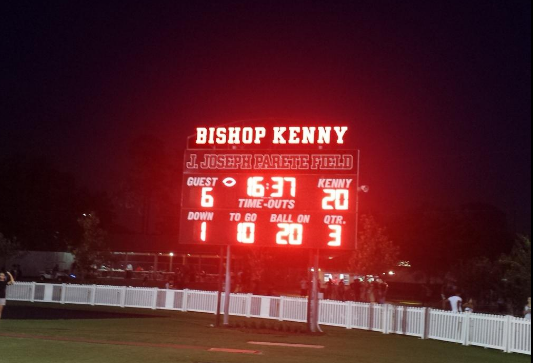 BISHOP KENNY
J. JOSEPH PARETE FIELD
GUEST 16:37 KENNY
6 TIME-OUTS 20
DOWN TO GO BALL ON QTR.
1 10 20 3